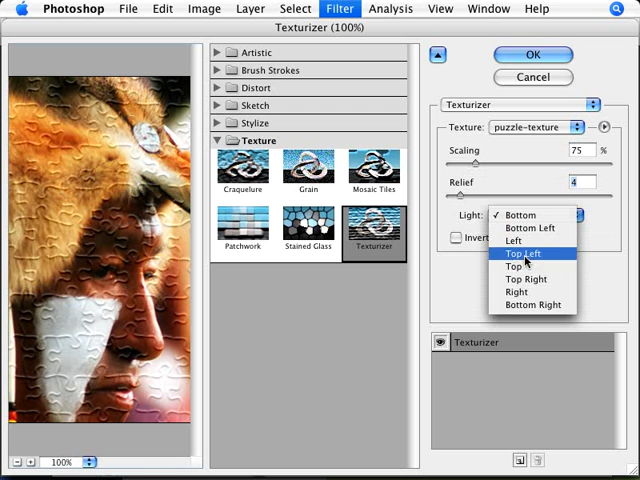 Photoshop File Edit Image Layer Select Filter Analysis View Window Help
Texturizer (100%)
Artistic
Brush Strokes
Distort
Sketch
Stylize
Texture
Craquelure Grain Mosaic Tiles
Patchwork Stained Glass Texturizer
OK
Cancel
Texturizer
Texture: puzzle-texture
Scaling 75 %
Relief 4
Light: ✓ Bottom
Bottom Left
Left
Top Left
Top
Top Right
Right
Bottom Right
Invert
Texturizer
100%